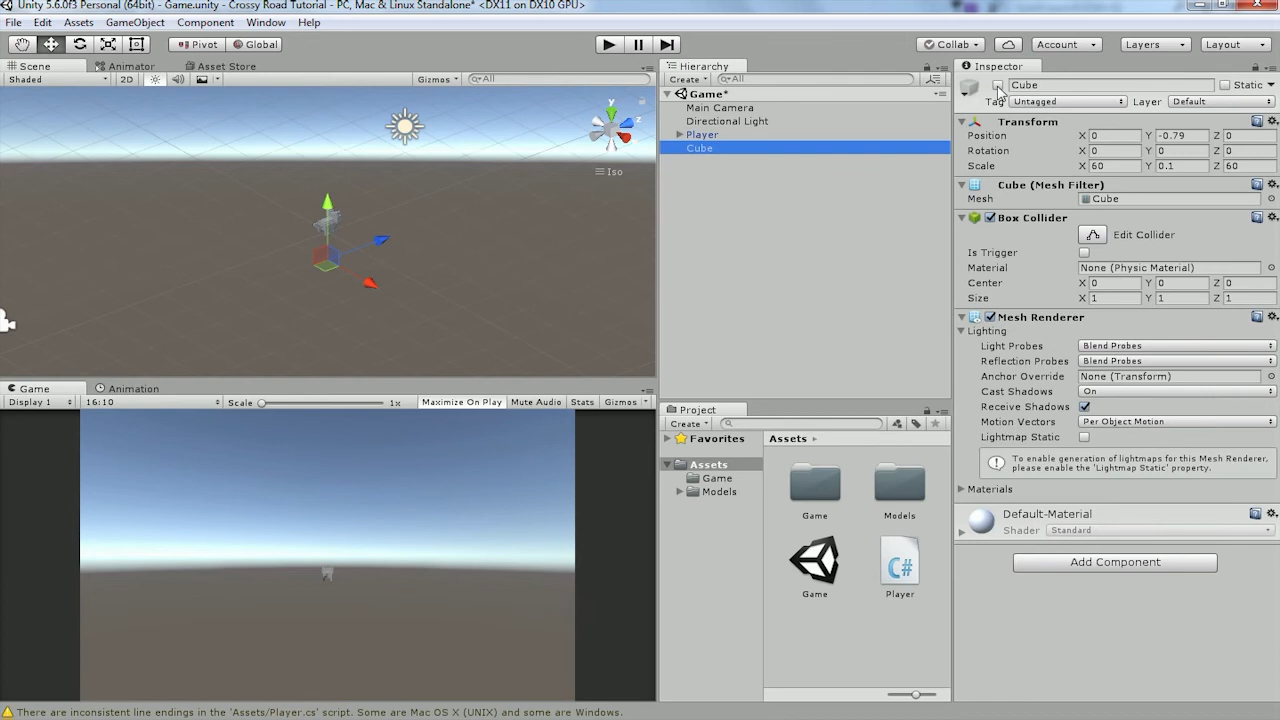 Unity 5.6.0f3 Personal (64bit) - Game.unity - Crossy Road Tutorial - PC, Mac & Linux Standalone* <DX11 on DX10 GPU>
File Edit Assets GameObject Component Window Help
Pivot Global Collab Account Layers Layout
Scene Animator Asset Store
Shaded 2D Gizmos All
y
z
Iso
Game Animation
Display 1 16:10 Scale 1x Maximize On Play Mute Audio Stats Gizmos
Hierarchy
Create All
Game*
Main Camera
Directional Light
Player
Cube
Project
Create
Favorites
Assets
Game
Models
Assets
Game Models
Game Player
C#
Inspector
Cube Static
Tag Untagged Layer Default
Transform
Position X 0 Y -0.79 Z 0
Rotation X 0 Y 0 Z 0
Scale X 60 Y 0.1 Z 60
Cube (Mesh Filter)
Mesh Cube
Box Collider
Edit Collider
Is Trigger
Material None (Physic Material)
Center X 0 Y 0 Z 0
Size X 1 Y 1 Z 1
Mesh Renderer
Lighting
Light Probes Blend Probes
Reflection Probes Blend Probes
Anchor Override None (Transform)
Cast Shadows On
Receive Shadows
Motion Vectors Per Object Motion
Lightmap Static
To enable generation of lightmaps for this Mesh Renderer,
please enable the 'Lightmap Static' property.
Materials
Default-Material
Shader Standard
Add Component
There are inconsistent line endings in the 'Assets/Player.cs' script. Some are Mac OS X (UNIX) and some are Windows.